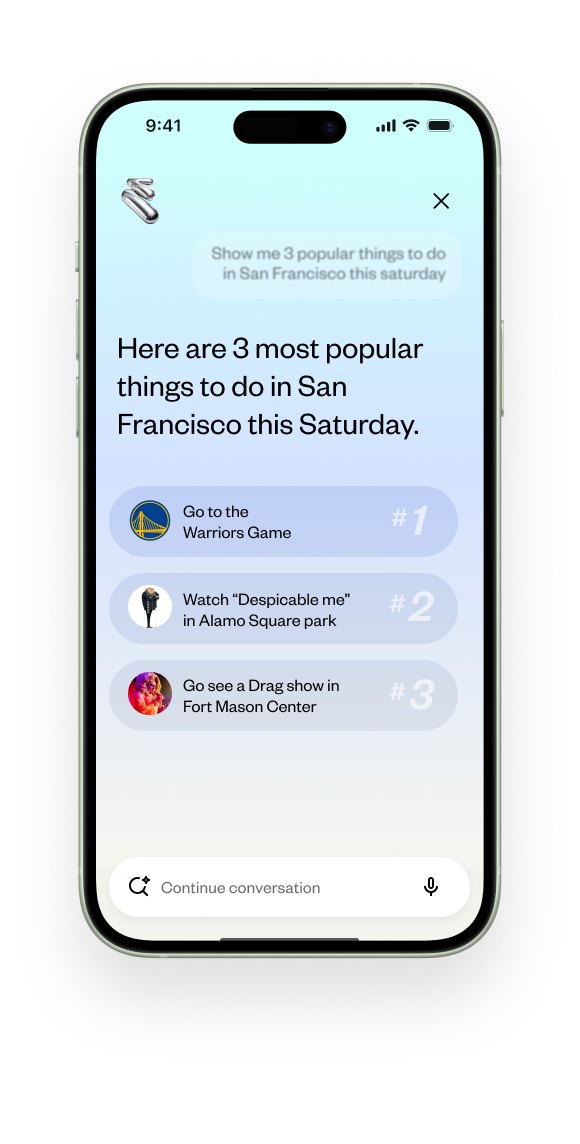 9:41
Show me 3 popular things to do
in San Francisco this saturday
Here are 3 most popular
things to do in San
Francisco this Saturday.
Go to the
Warriors Game
#1
Watch “Despicable me”
in Alamo Square park
#2
Go see a Drag show in
Fort Mason Center
#3
Continue conversation